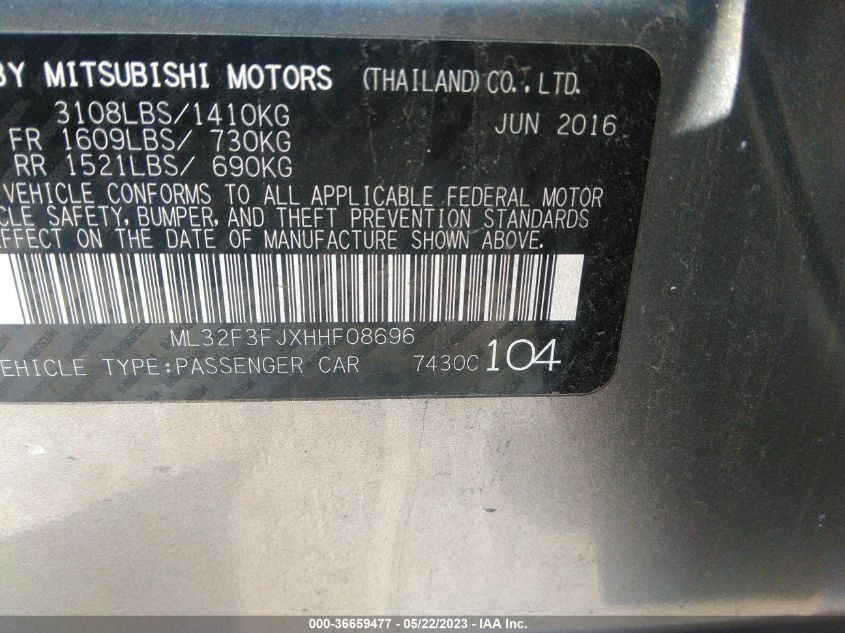 BY MITSUBISHI MOTORS (THAILAND) CO., LTD.
3108LBS/1410KG JUN 2016
FR 1609LBS/ 730KG
RR 1521LBS/ 690KG
VEHICLE CONFORMS TO ALL APPLICABLE FEDERAL MOTOR
CLE SAFETY, BUMPER, AND THEFT PREVENTION STANDARDS
EFFECT ON THE DATE OF MANUFACTURE SHOWN ABOVE.
ML32F3FJXHHF08696
EHICLE TYPE:PASSENGER CAR 7430C 104
000-36659477 - 05/22/2023 - IAA Inc.